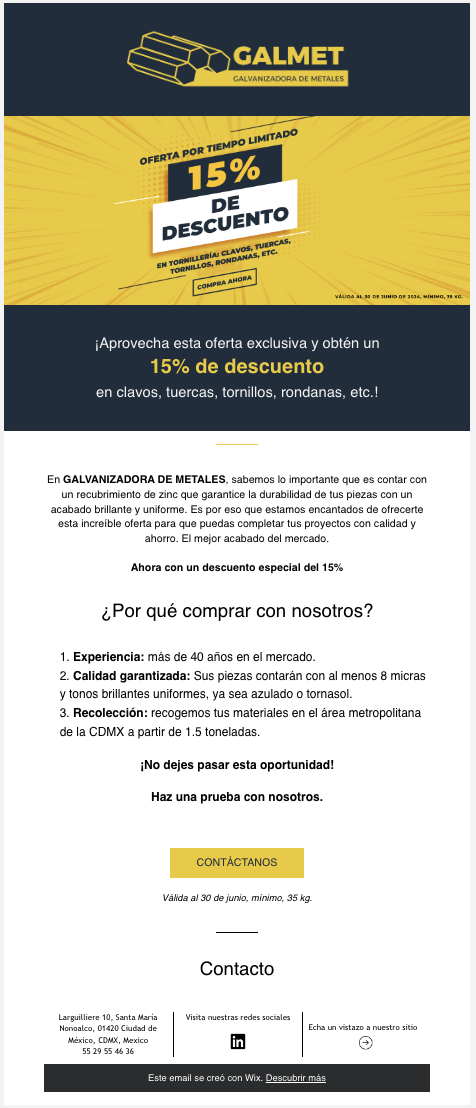 GALMET
GALVANIZADORA DE METALES
OFERTA POR TIEMPO LIMITADO
15%
DE
DESCUENTO
EN TORNILLERÍA: CLAVOS, TUERCAS,
TORNILLOS, RONDANAS, ETC.
COMPRA AHORA
VÁLIDA AL 30 DE JUNIO DE 2024, MÍNIMO, 35 KG.
¡Aprovecha esta oferta exclusiva y obtén un
15% de descuento
en clavos, tuercas, tornillos, rondanas, etc.!
En GALVANIZADORA DE METALES, sabemos lo importante que es contar con
un recubrimiento de zinc que garantice la durabilidad de tus piezas con un
acabado brillante y uniforme. Es por eso que estamos encantados de ofrecerte
esta increíble oferta para que puedas completar tus proyectos con calidad y
ahorro. El mejor acabado del mercado.
Ahora con un descuento especial del 15%
¿Por qué comprar con nosotros?
1. Experiencia: más de 40 años en el mercado.
2. Calidad garantizada: Sus piezas contarán con al menos 8 micras
y tonos brillantes uniformes, ya sea azulado o tornasol.
3. Recolección: recogemos tus materiales en el área metropolitana
de la CDMX a partir de 1.5 toneladas.
¡No dejes pasar esta oportunidad!
Haz una prueba con nosotros.
CONTÁCTANOS
Válida al 30 de junio, mínimo, 35 kg.
Contacto
Larguilliere 10, Santa María
Nonoalco, 01420 Ciudad de
México, CDMX, Mexico
55 29 55 46 36
Visita nuestras redes sociales
in
Echa un vistazo a nuestro sitio
Este email se creó con Wix. Descubrir más